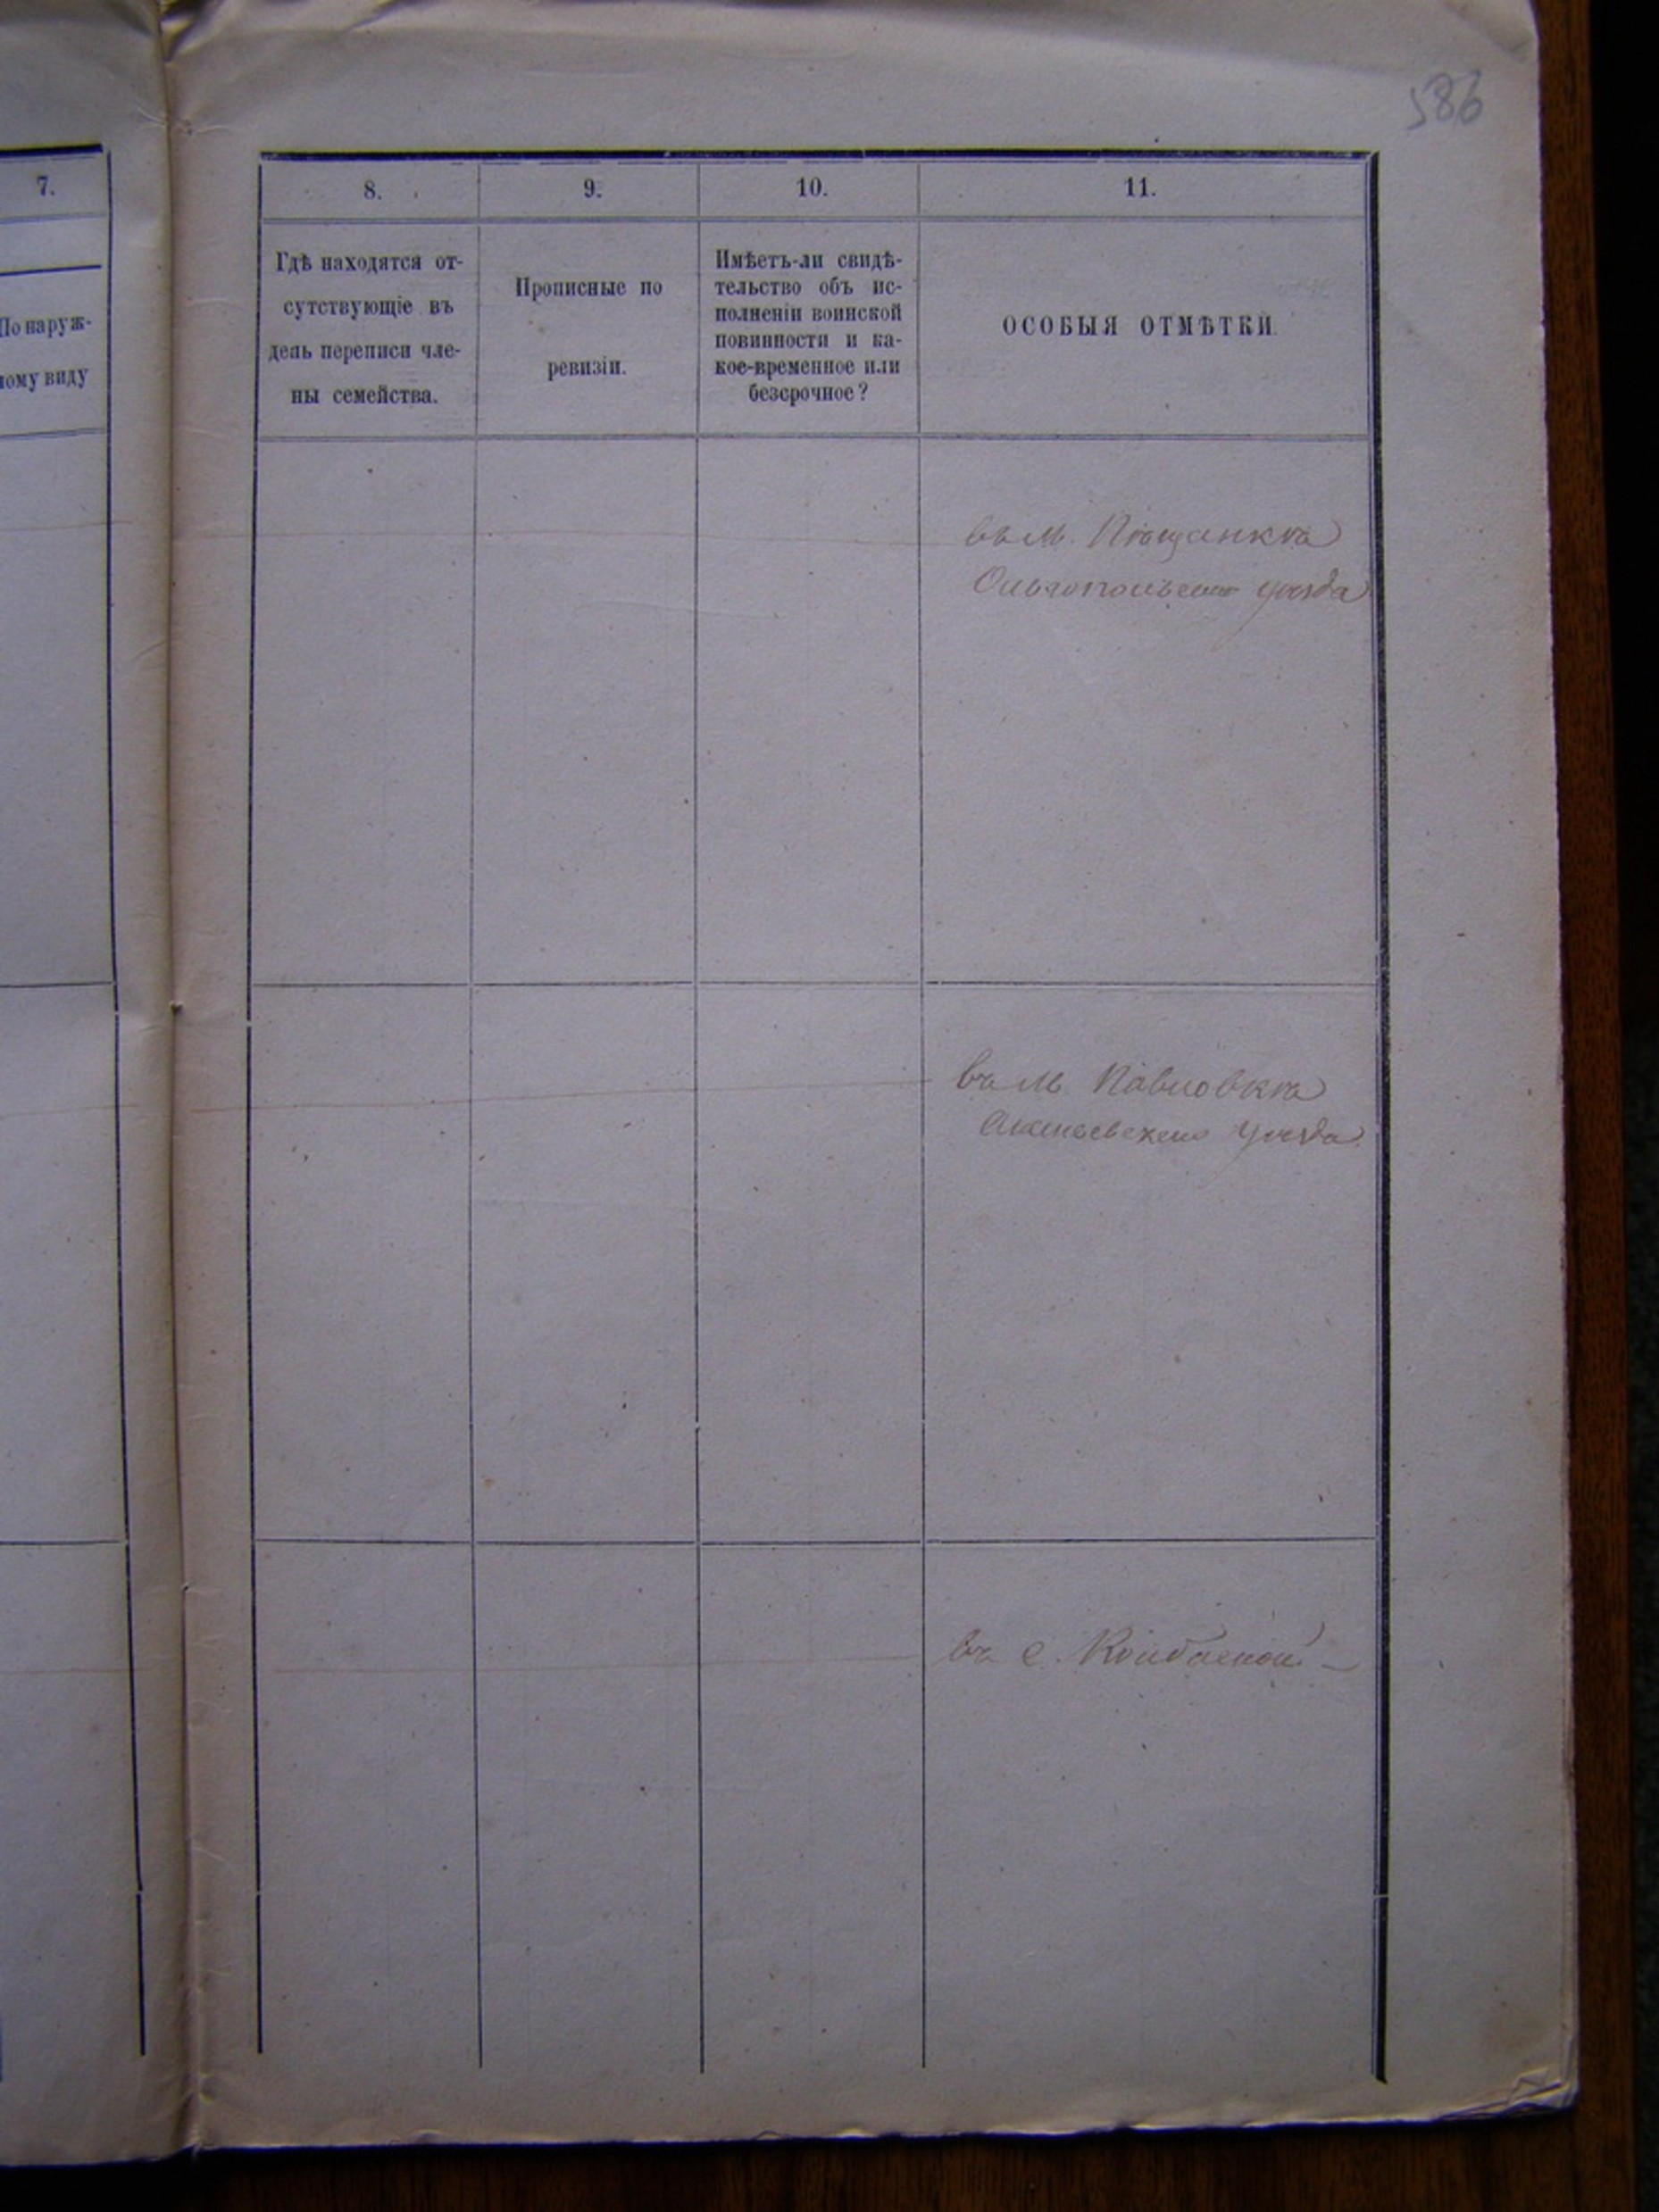 586
7.
8.
9.
10.
11.
По наруж-
ному виду
Гдѣ находятся от-
сутствующіе въ
день переписи чле-
ны семейства.
Прописные по
ревизіи.
Имѣетъ-ли свидѣ-
тельство объ ис-
полненіи воинской
повинности и ка-
кое-временное или
безсрочное?
ОСОБЫЯ ОТМѢТКИ.
въ м. Пѣщанкѣ
Ольгопольскаго уѣзда
въ м. Павловкѣ
уѣзда
въ с.